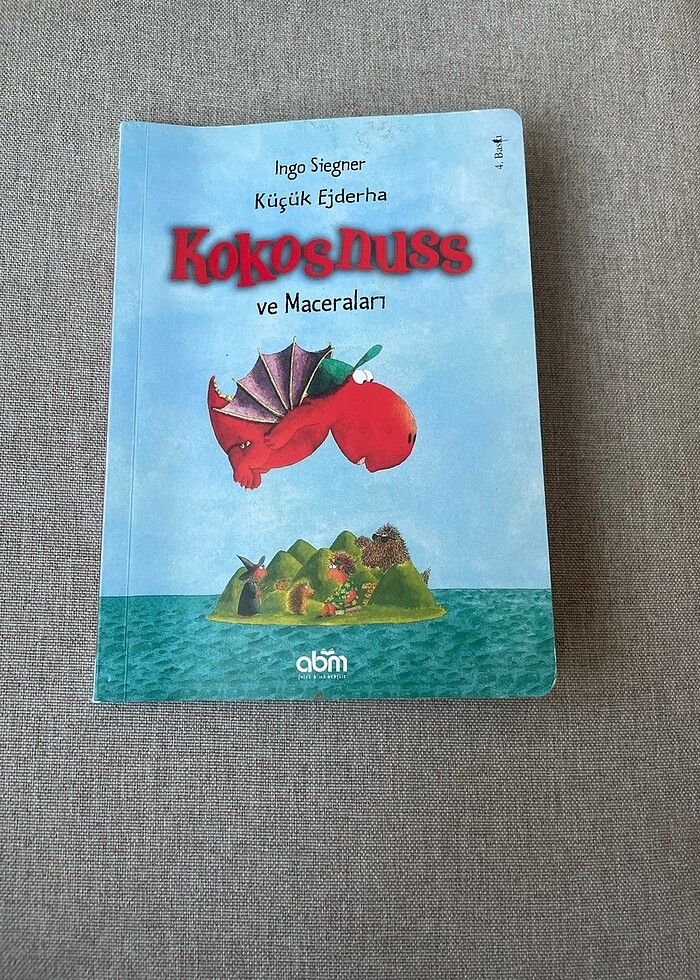 Ingo Siegner
4. Baskı
Küçük Ejderha
Kokosnuss
ve Maceraları
abm